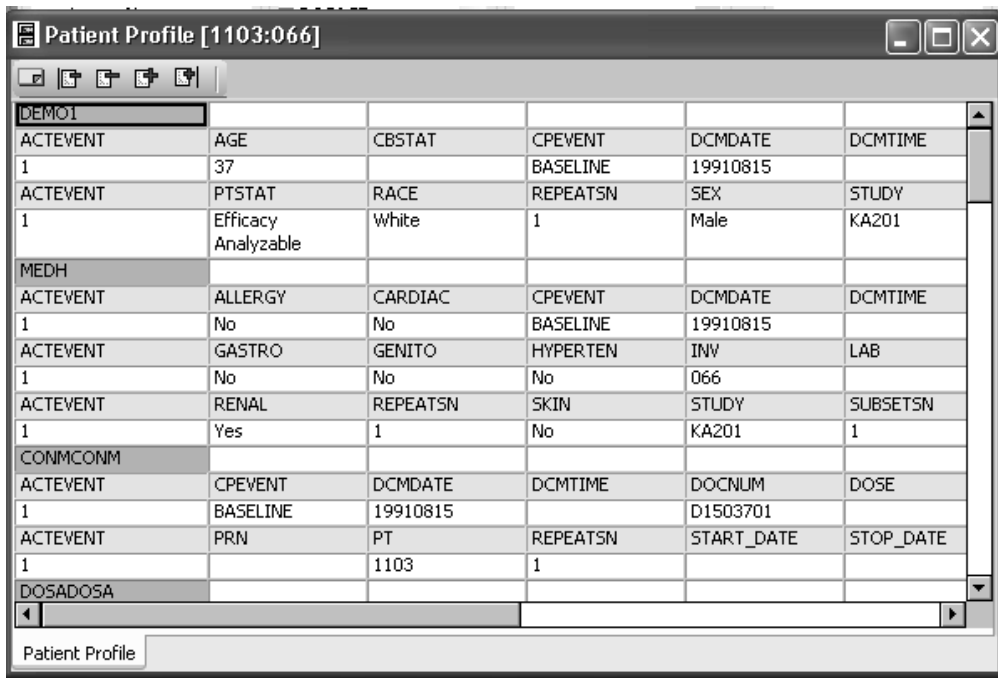 Patient Profile [1103:066]
DEMO1
ACTEVENT AGE CBSTAT CPEVENT DCMDATE DCMTIME
1 37 BASELINE 19910815
ACTEVENT PTSTAT RACE REPEATSN SEX STUDY
1 Efficacy White 1 Male KA201
Analyzable
MEDH
ACTEVENT ALLERGY CARDIAC CPEVENT DCMDATE DCMTIME
1 No No BASELINE 19910815
ACTEVENT GASTRO GENITO HYPERTEN INV LAB
1 No No No 066
ACTEVENT RENAL REPEATSN SKIN STUDY SUBSETSN
1 Yes 1 No KA201 1
CONMCONM
ACTEVENT CPEVENT DCMDATE DCMTIME DOCNUM DOSE
1 BASELINE 19910815 D1503701
ACTEVENT PRN PT REPEATSN START_DATE STOP_DATE
1 1103 1
DOSADOSA
Patient Profile